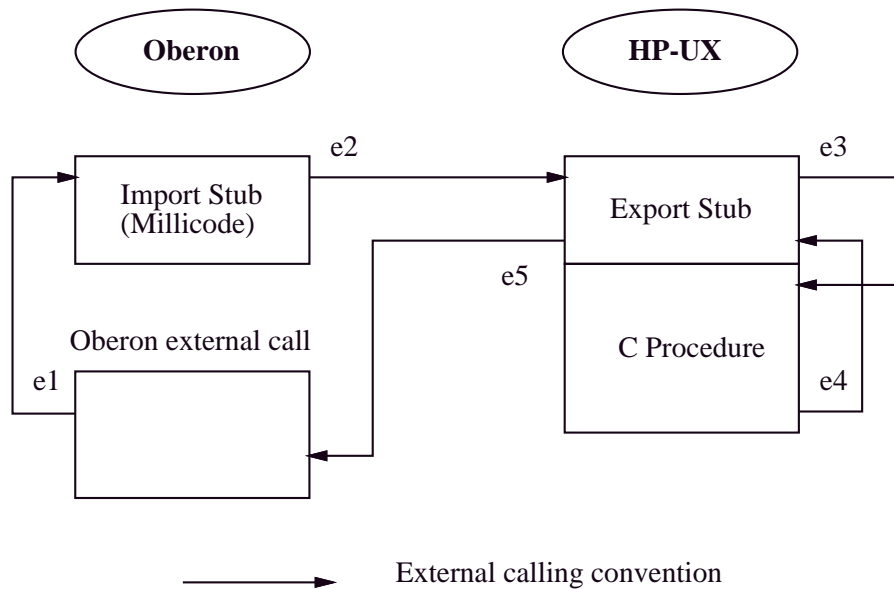 Oberon
HP-UX
e2
e3
Import Stub
(Millicode)
Export Stub
e5
Oberon external call
C Procedure
e1
e4
External calling convention